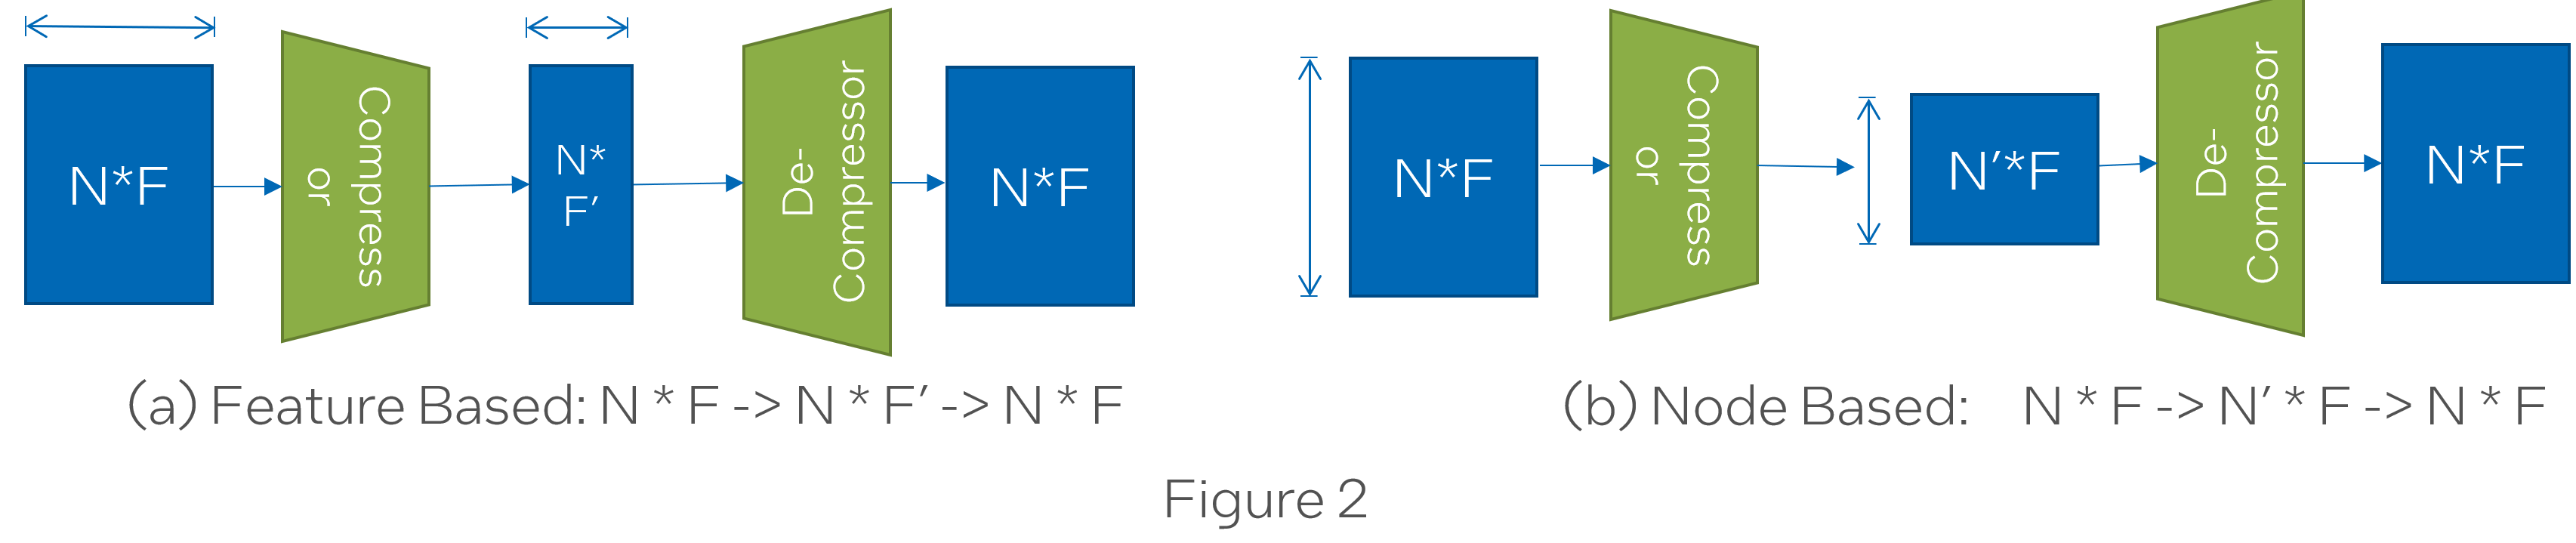 N*F
Compress
or
N*
F′
De-
Compressor
N*F
N*F
Compress
or
N′*F
De-
Compressor
N*F
(a) Feature Based: N * F -> N * F′ -> N * F
(b) Node Based: N * F -> N′ * F -> N * F
Figure 2